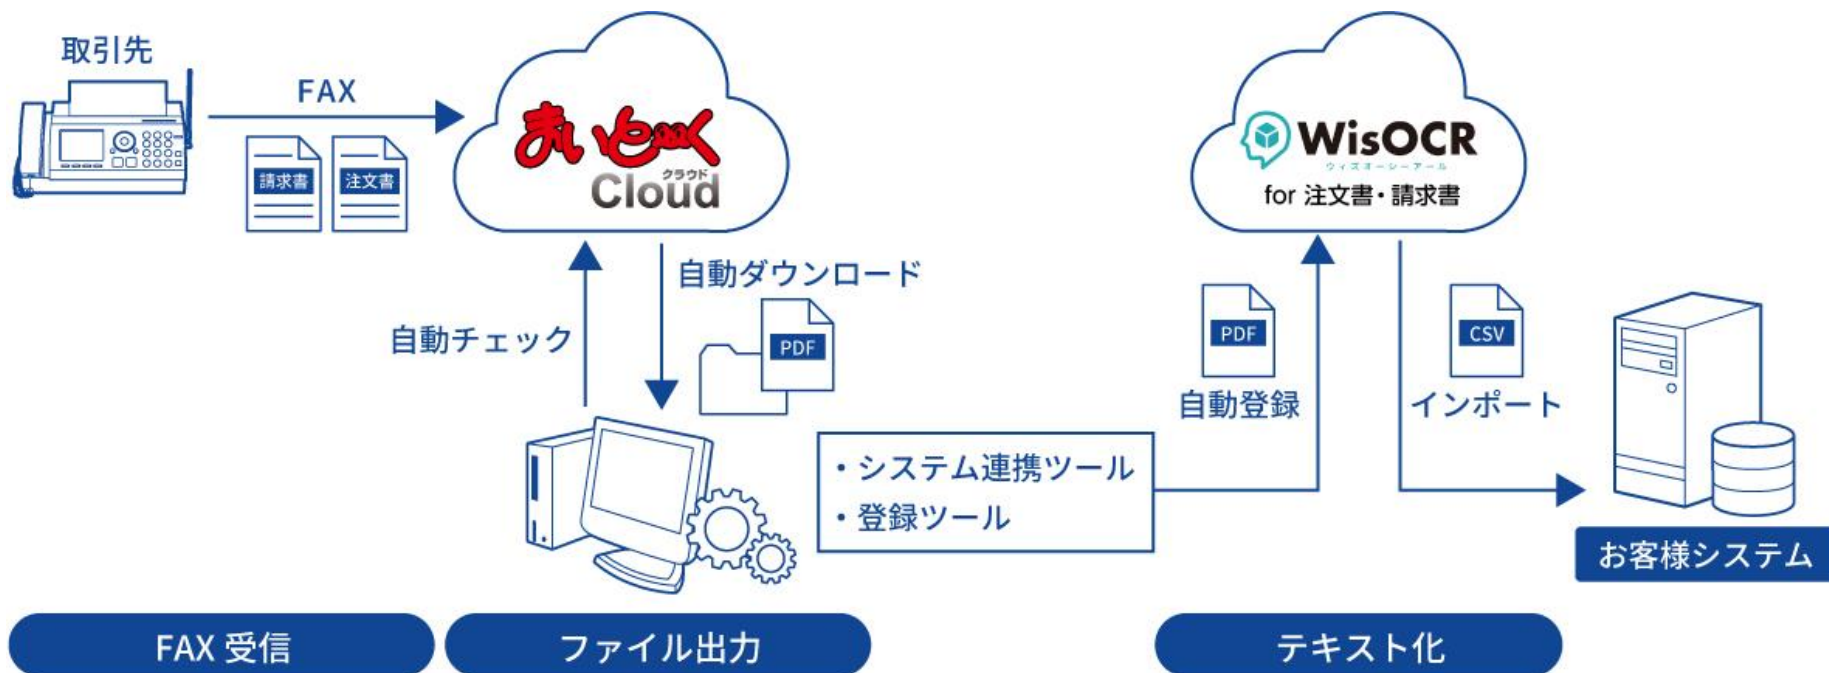 取引先
FAX
請求書
注文書
まいと～く
クラウド
Cloud
自動チェック
自動ダウンロード
PDF
・システム連携ツール
・登録ツール
PDF
自動登録
WisOCR
ウィズオーシーアール
for 注文書・請求書
CSV
インポート
お客様システム
FAX 受信
ファイル出力
テキスト化